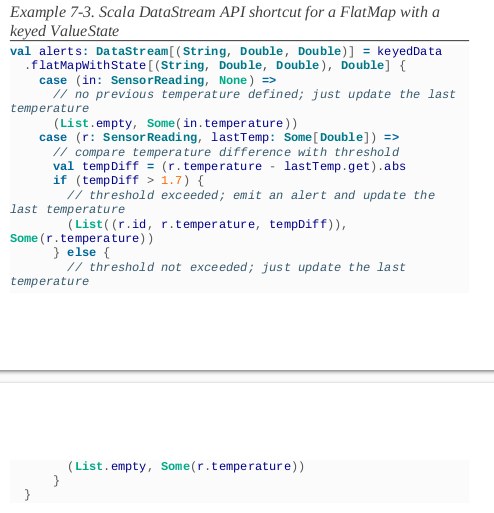 Example 7-3. Scala DataStream API shortcut for a FlatMap with a
keyed ValueState
val alerts: DataStream[(String, Double, Double)] = keyedData
  .flatMapWithState[(String, Double, Double), Double] {
    case (in: SensorReading, None) =>
      // no previous temperature defined; just update the last
temperature
      (List.empty, Some(in.temperature))
    case (r: SensorReading, lastTemp: Some[Double]) =>
      // compare temperature difference with threshold
      val tempDiff = (r.temperature - lastTemp.get).abs
      if (tempDiff > 1.7) {
        // threshold exceeded; emit an alert and update the
last temperature
        (List((r.id, r.temperature, tempDiff)),
Some(r.temperature))
      } else {
        // threshold not exceeded; just update the last
temperature
        (List.empty, Some(r.temperature))
      }
  }